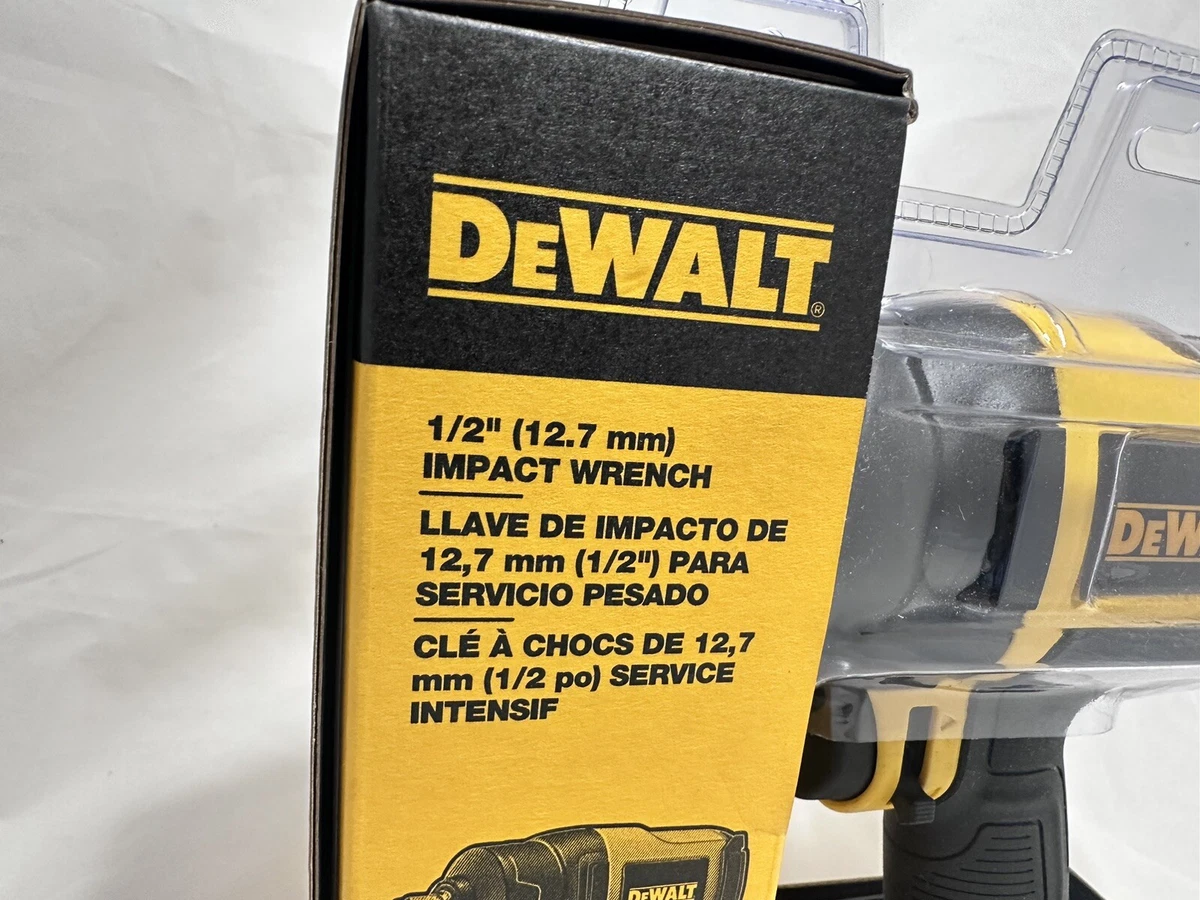 DEWALT®
1/2" (12.7 mm)
IMPACT WRENCH
LLAVE DE IMPACTO DE
12,7 mm (1/2") PARA
SERVICIO PESADO
CLÉ À CHOCS DE 12,7
mm (1/2 po) SERVICE
INTENSIF
DEWALT
DEW